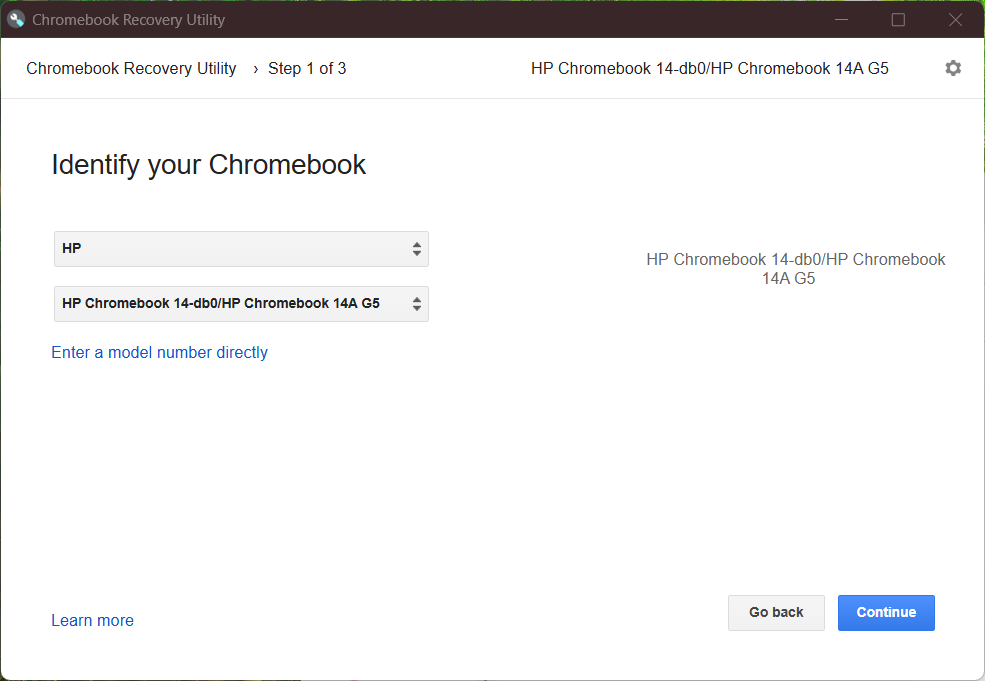 Chromebook Recovery Utility
Chromebook Recovery Utility › Step 1 of 3 HP Chromebook 14-db0/HP Chromebook 14A G5
Identify your Chromebook
HP
HP Chromebook 14-db0/HP Chromebook 14A G5
Enter a model number directly
HP Chromebook 14-db0/HP Chromebook
14A G5
Learn more
Go back
Continue